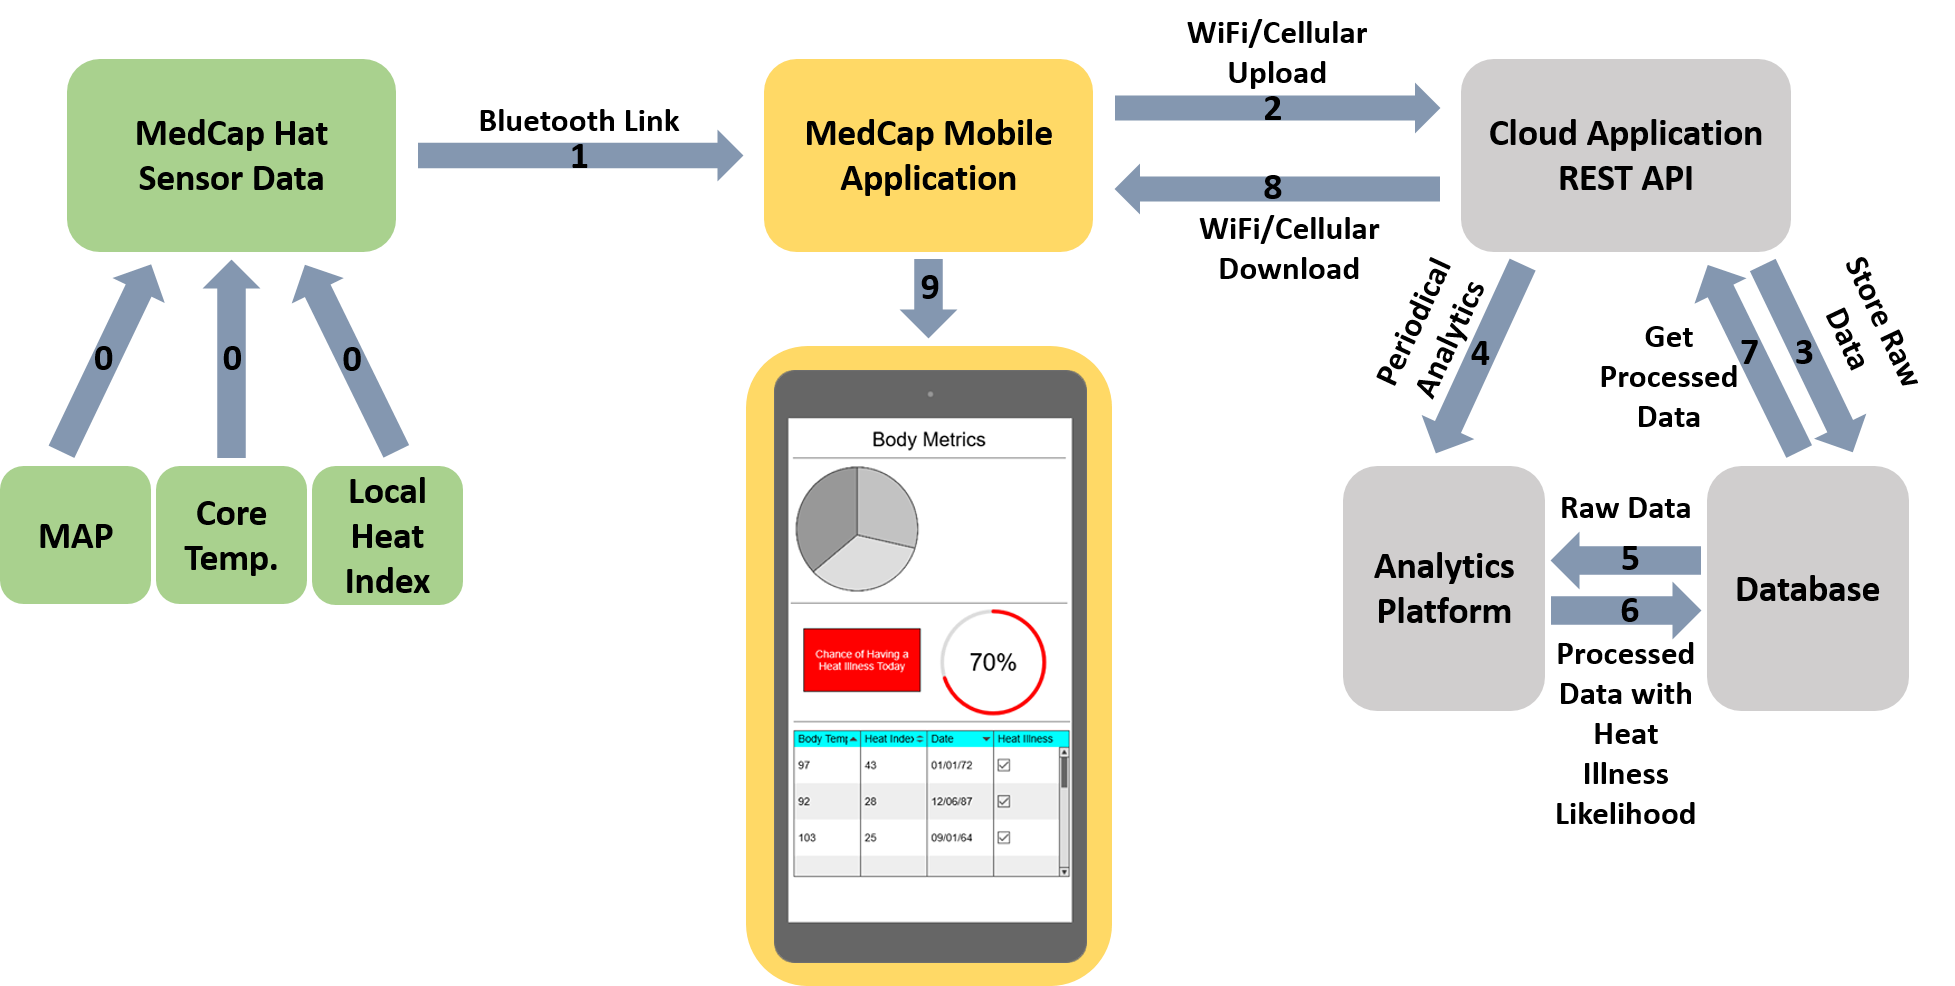 MedCap Hat
Sensor Data
Bluetooth Link
1
MedCap Mobile
Application
WiFi/Cellular
Upload
2
8
WiFi/Cellular
Download
Cloud Application
REST API
0
0
0
MAP
Core
Temp.
Local
Heat
Index
9
Periodical
Analytics
4
Get
Processed
Data
7
3
Store Raw
Data
Analytics
Platform
Raw Data
5
6
Processed
Data with
Heat
Illness
Likelihood
Database
Body Metrics
Chance of Having a
Heat Illness Today
70%
Body Temp Heat Index Date Heat Illness
97 43 01/01/72
92 28 12/06/87
103 25 09/01/64